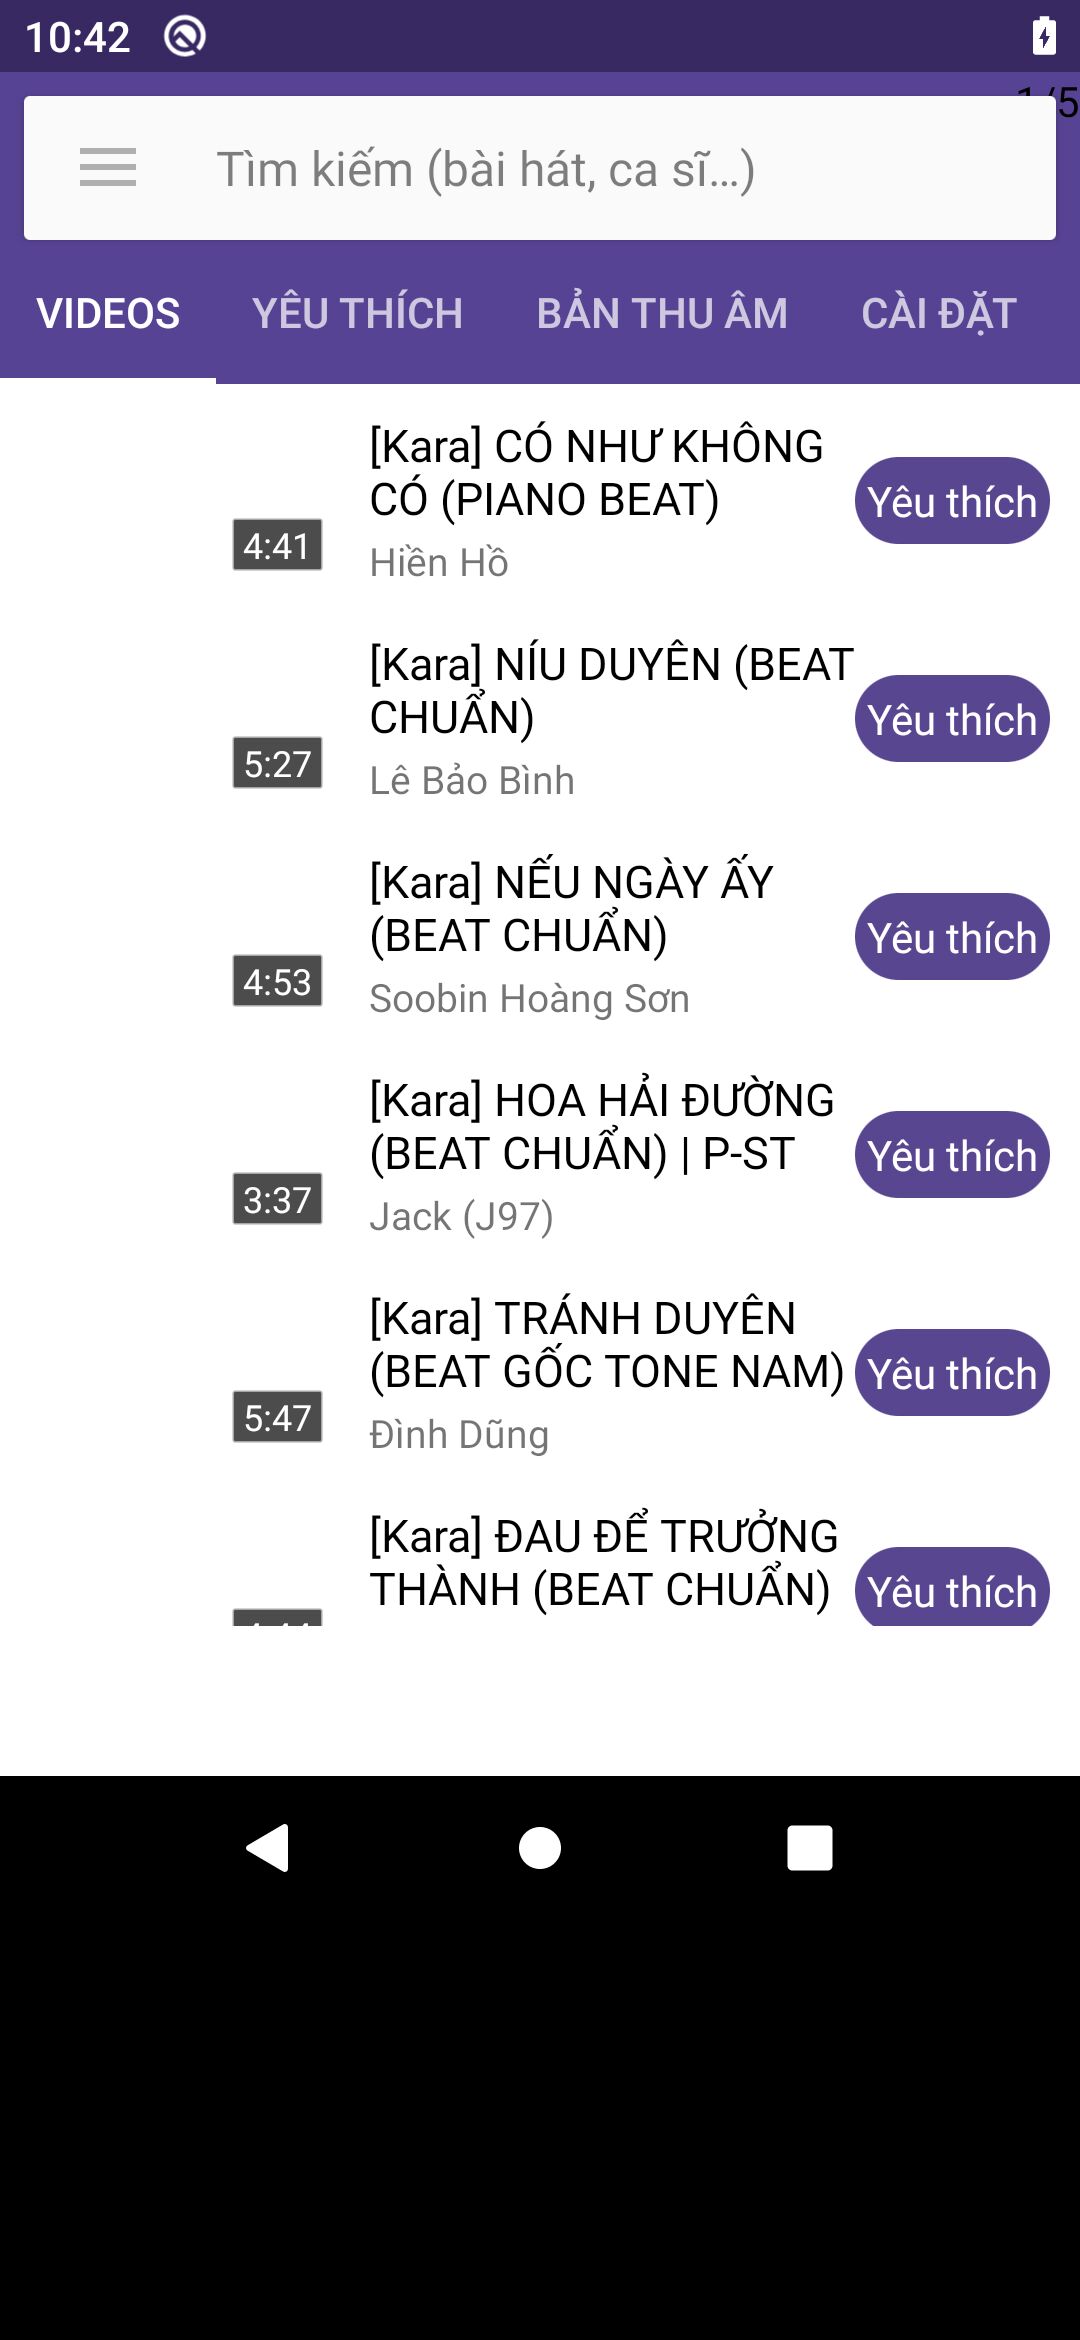 10:42
/5
Tìm kiếm (bài hát, ca sĩ...)
VIDEOS YÊU THÍCH BẢN THU ÂM CÀI ĐẶT
[Kara] CÓ NHƯ KHÔNG
CÓ (PIANO BEAT)
Yêu thích
4:41
Hiền Hồ
[Kara] NÍU DUYÊN (BEAT
CHUẨN)
Yêu thích
5:27
Lê Bảo Bình
[Kara] NẾU NGÀY ẤY
(BEAT CHUẨN)
Yêu thích
4:53
Soobin Hoàng Sơn
[Kara] HOA HẢI ĐƯỜNG
(BEAT CHUẨN) | P-ST
Yêu thích
3:37
Jack (J97)
[Kara] TRÁNH DUYÊN
(BEAT GỐC TONE NAM)
Yêu thích
5:47
Đình Dũng
[Kara] ĐAU ĐỂ TRƯỞNG
THÀNH (BEAT CHUẨN)
Yêu thích